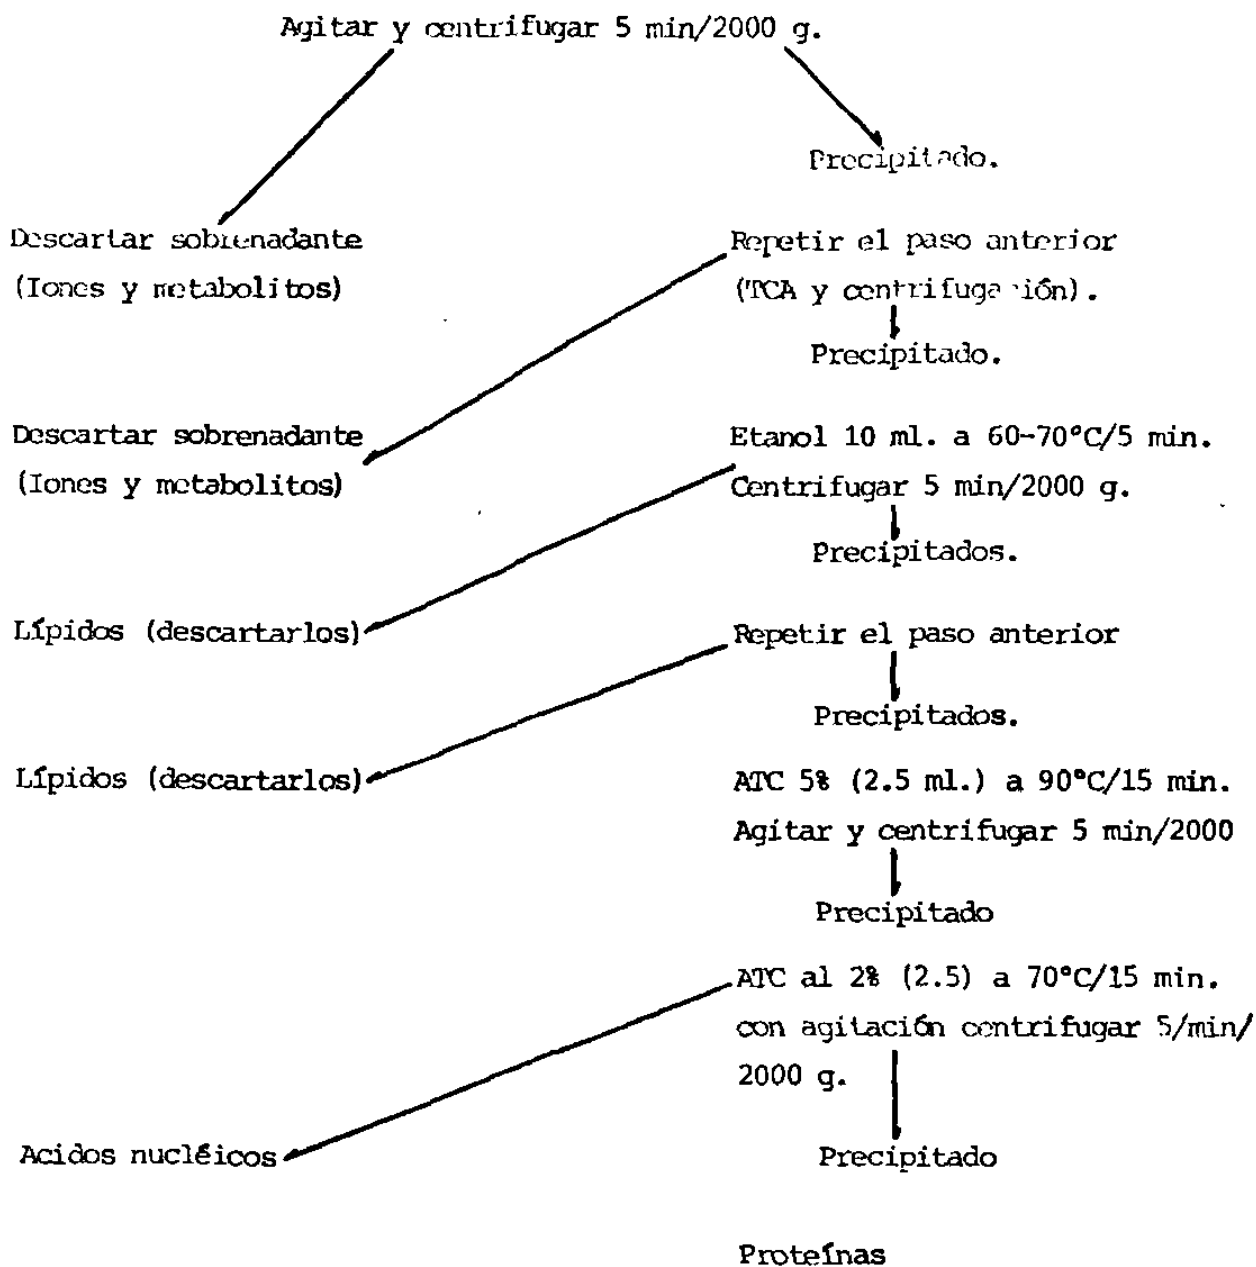 Agitar y centrifugar 5 min/2000 g.
Precipitado.
Descartar sobrenadante
(Iones y metabolitos)
Repetir el paso anterior
(TCA y centrifugación).
Precipitado.
Descartar sobrenadante
(Iones y metabolitos)
Etanol 10 ml. a 60-70°C/5 min.
Centrifugar 5 min/2000 g.
Precipitados.
Lípidos (descartarlos)
Repetir el paso anterior
Precipitados.
Lípidos (descartarlos)
ATC 5% (2.5 ml.) a 90°C/15 min.
Agitar y centrifugar 5 min/2000
Precipitado
ATC al 2% (2.5) a 70°C/15 min.
con agitación centrifugar 5/min/
2000 g.
Acidos nucléicos
Precipitado
Proteínas